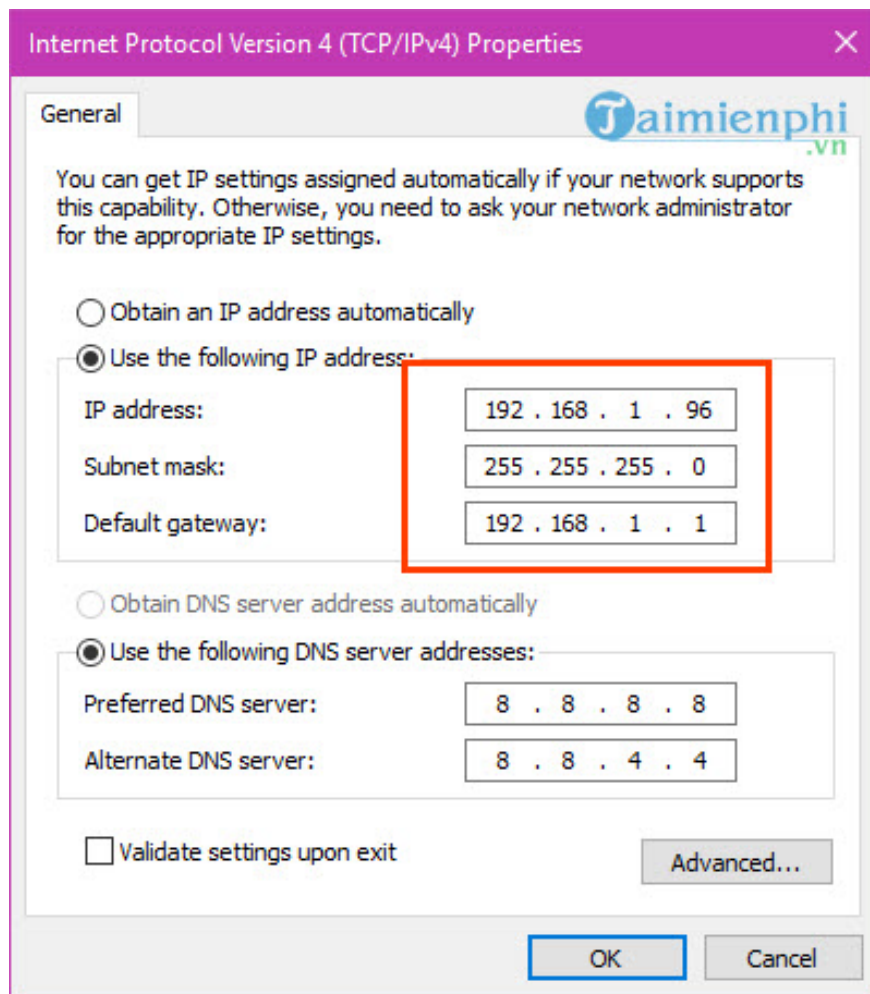 Internet Protocol Version 4 (TCP/IPv4) Properties
General
Taimienphi
.vn
You can get IP settings assigned automatically if your network supports
this capability. Otherwise, you need to ask your network administrator
for the appropriate IP settings.
Obtain an IP address automatically
Use the following IP address:
IP address: 192 . 168 . 1 . 96
Subnet mask: 255 . 255 . 255 . 0
Default gateway: 192 . 168 . 1 . 1
Obtain DNS server address automatically
Use the following DNS server addresses:
Preferred DNS server: 8 . 8 . 8 . 8
Alternate DNS server: 8 . 8 . 4 . 4
Validate settings upon exit
Advanced...
OK Cancel